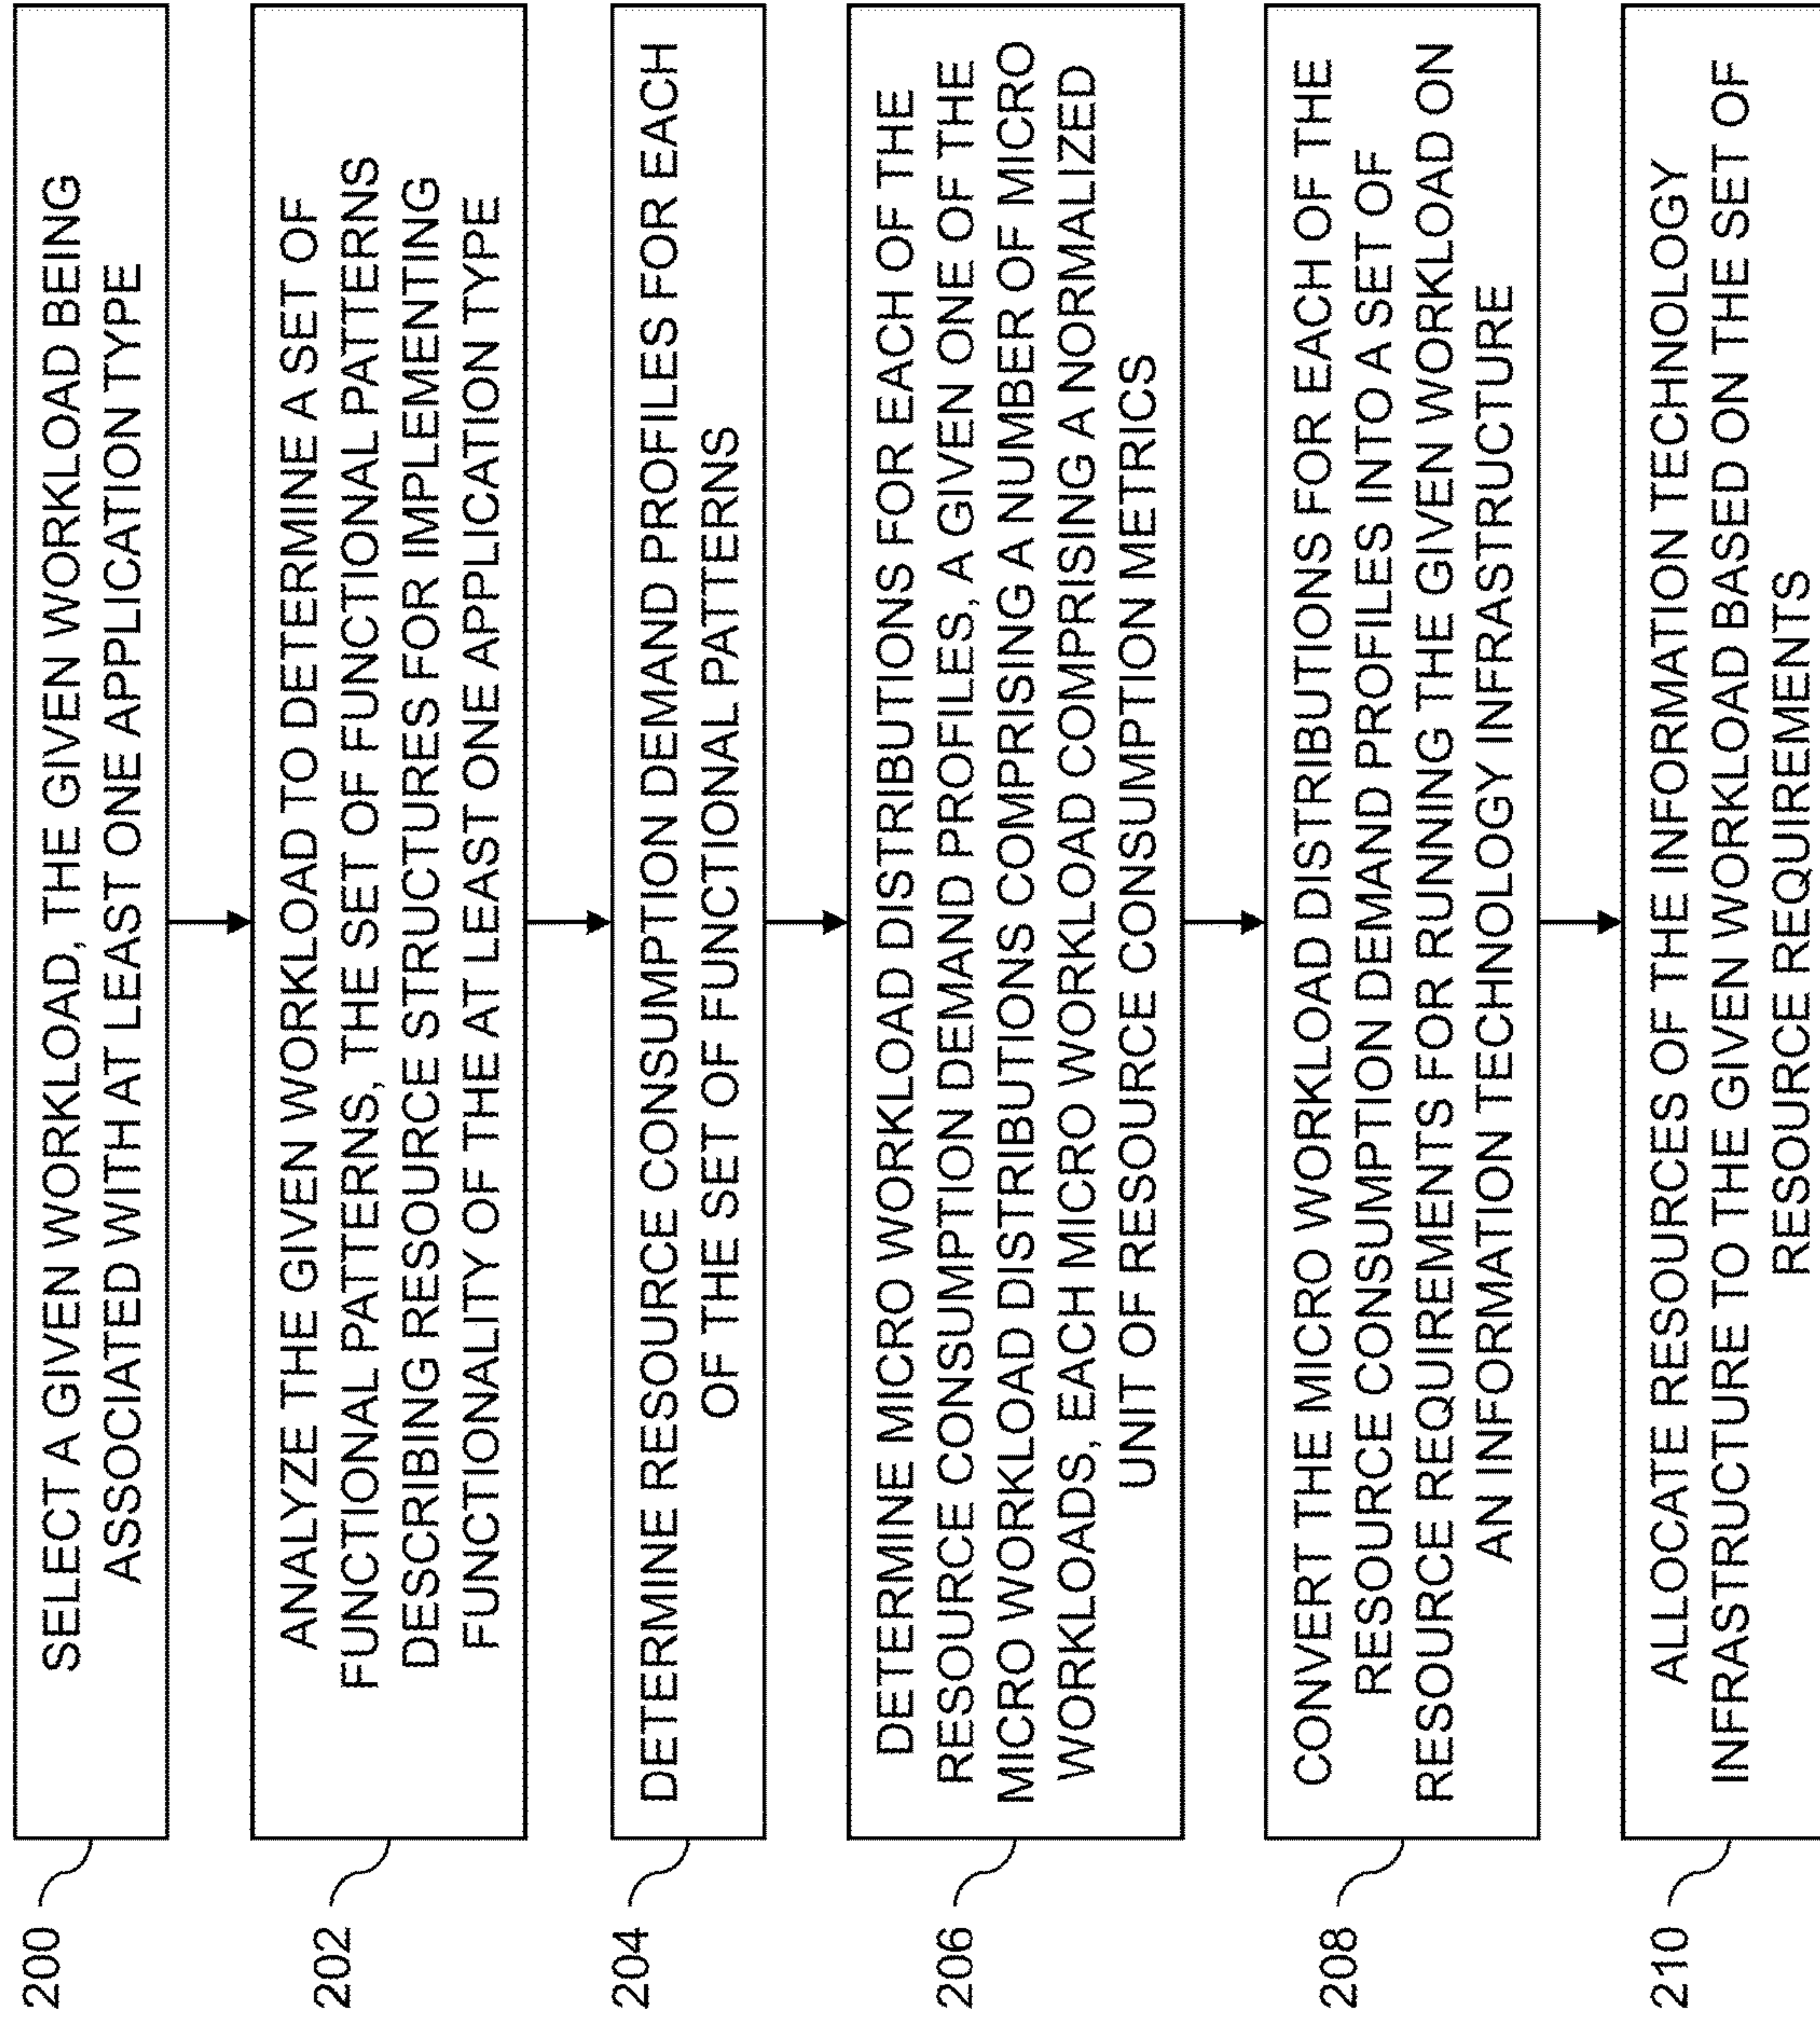 200
SELECT A GIVEN WORKLOAD, THE GIVEN WORKLOAD BEING
ASSOCIATED WITH AT LEAST ONE APPLICATION TYPE
202
ANALYZE THE GIVEN WORKLOAD TO DETERMINE A SET OF
FUNCTIONAL PATTERNS, THE SET OF FUNCTIONAL PATTERNS
DESCRIBING RESOURCE STRUCTURES FOR IMPLEMENTING
FUNCTIONALITY OF THE AT LEAST ONE APPLICATION TYPE
204
DETERMINE RESOURCE CONSUMPTION DEMAND PROFILES FOR EACH
OF THE SET OF FUNCTIONAL PATTERNS
206
DETERMINE MICRO WORKLOAD DISTRIBUTIONS FOR EACH OF THE
RESOURCE CONSUMPTION DEMAND PROFILES, A GIVEN ONE OF THE
MICRO WORKLOAD DISTRIBUTIONS COMPRISING A NUMBER OF MICRO
WORKLOADS, EACH MICRO WORKLOAD COMPRISING A NORMALIZED
UNIT OF RESOURCE CONSUMPTION METRICS
208
CONVERT THE MICRO WORKLOAD DISTRIBUTIONS FOR EACH OF THE
RESOURCE CONSUMPTION DEMAND PROFILES INTO A SET OF
RESOURCE REQUIREMENTS FOR RUNNING THE GIVEN WORKLOAD ON
AN INFORMATION TECHNOLOGY INFRASTRUCTURE
210
ALLOCATE RESOURCES OF THE INFORMATION TECHNOLOGY
INFRASTRUCTURE TO THE GIVEN WORKLOAD BASED ON THE SET OF
RESOURCE REQUIREMENTS